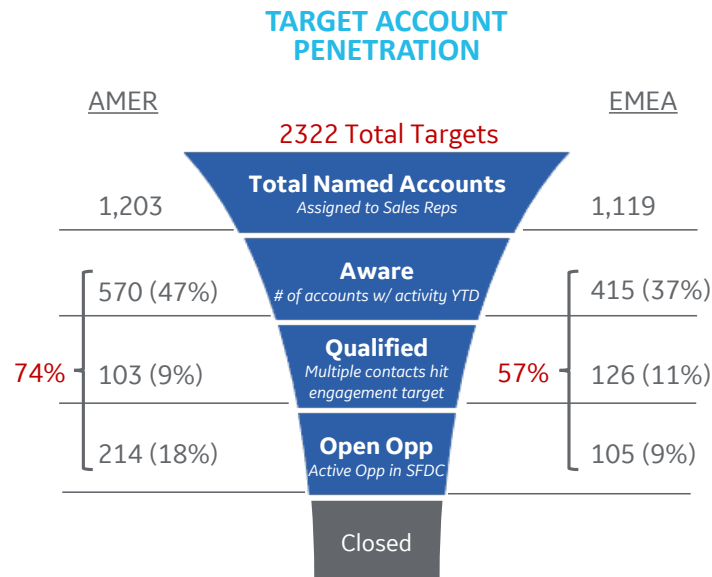 TARGET ACCOUNT
PENETRATION
AMER
EMEA
2322 Total Targets
Total Named Accounts
Assigned to Sales Reps
1,203
1,119
Aware
# of accounts w/ activity YTD
570 (47%)
415 (37%)
Qualified
Multiple contacts hit
engagement target
74%
103 (9%)
57%
126 (11%)
Open Opp
Active Opp in SFDC
214 (18%)
105 (9%)
Closed